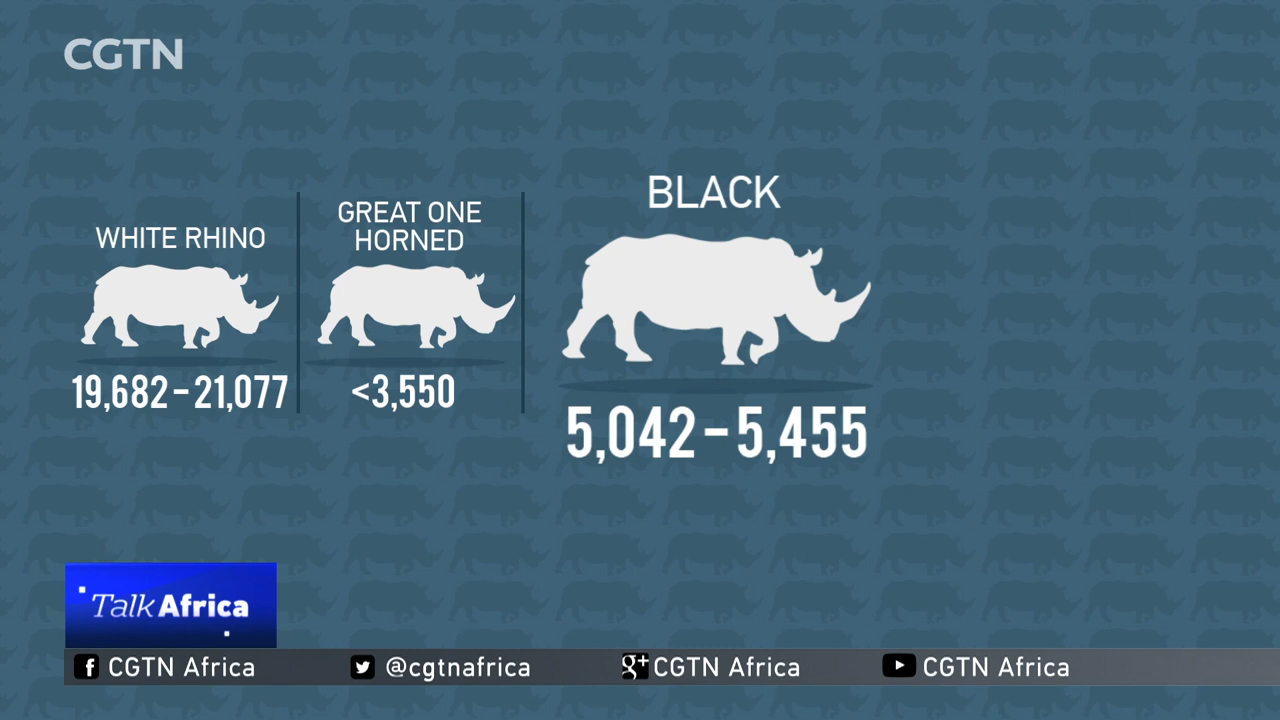 CGTN
WHITE RHINO
19,682-21,077
GREAT ONE
HORNED
<3,550
BLACK
5,042-5,455
Talk Africa
f CGTN Africa
@cgtnafrica
g+ CGTN Africa
CGTN Africa